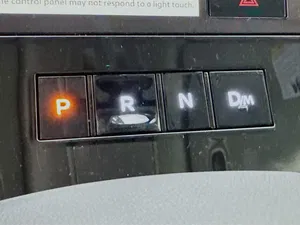 control panel may not respond to a light touch.
P R N D/M